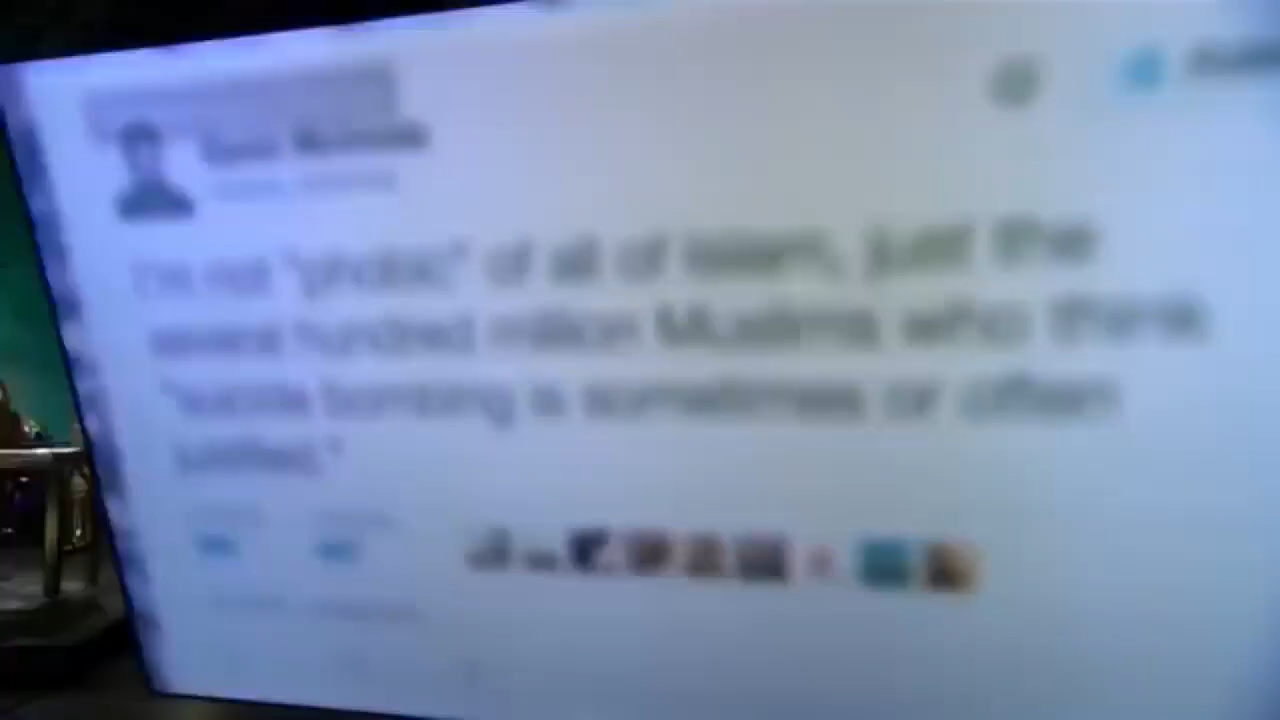 I'm not "phobic" of all of Islam, just the
several hundred million Muslims who think
"suicide bombing is sometimes or often
justified."